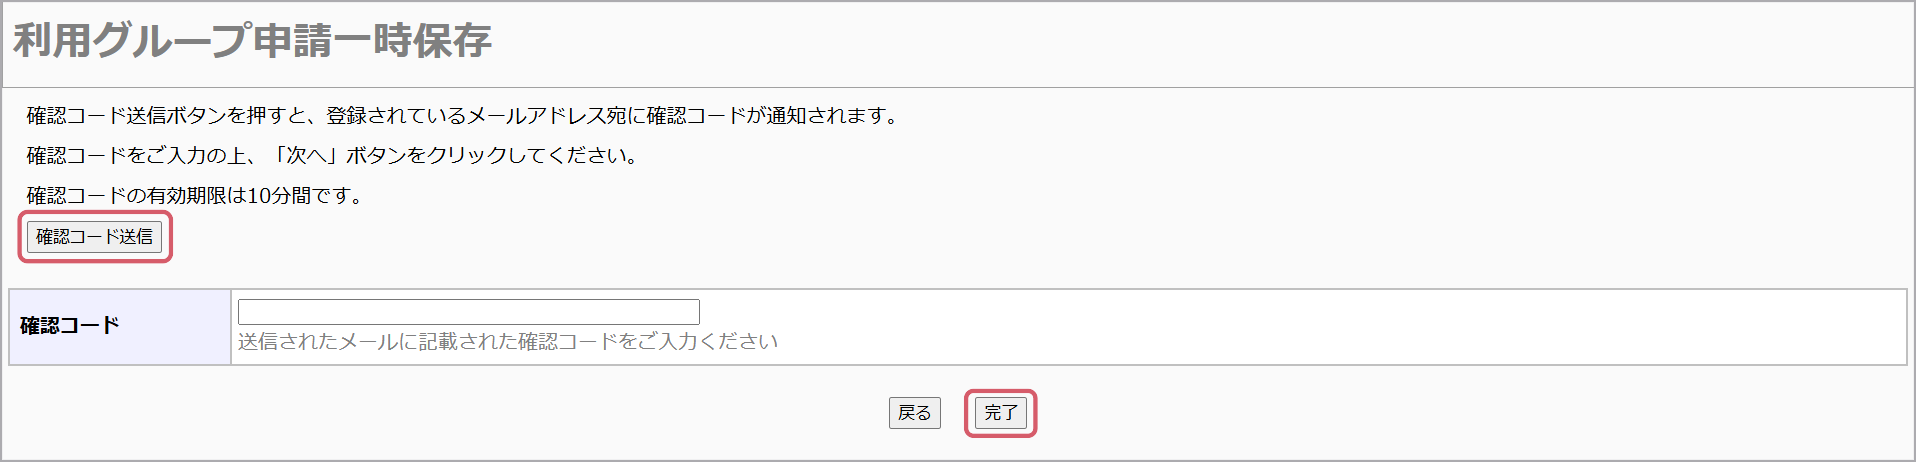 利用グループ申請一時保存
確認コード送信ボタンを押すと、登録されているメールアドレス宛に確認コードが通知されます。
確認コードをご入力の上、「次へ」ボタンをクリックしてください。
確認コードの有効期限は10分間です。
確認コード送信
確認コード
送信されたメールに記載された確認コードをご入力ください
戻る 完了